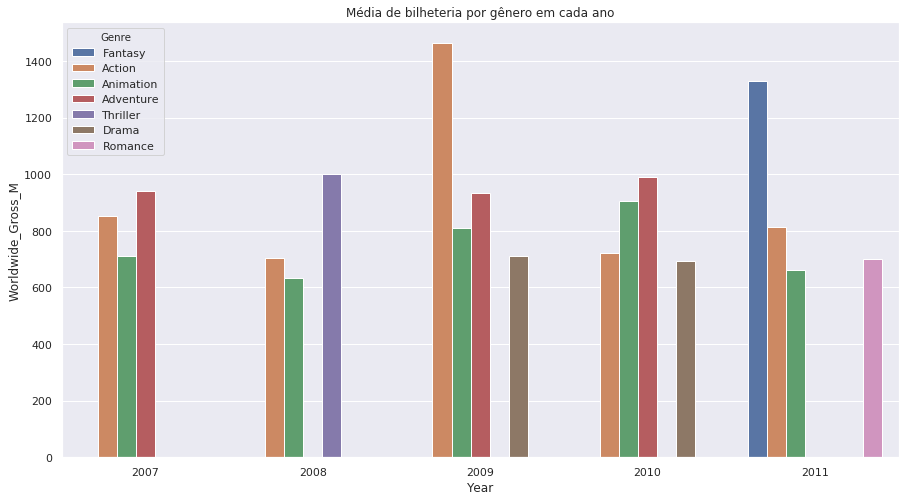 Média de bilheteria por gênero em cada ano
Genre
Fantasy
Action
Animation
Adventure
Thriller
Drama
Romance
Worldwide_Gross_M
1400
1200
1000
800
600
400
200
0
2007
2008
2009
2010
2011
Year